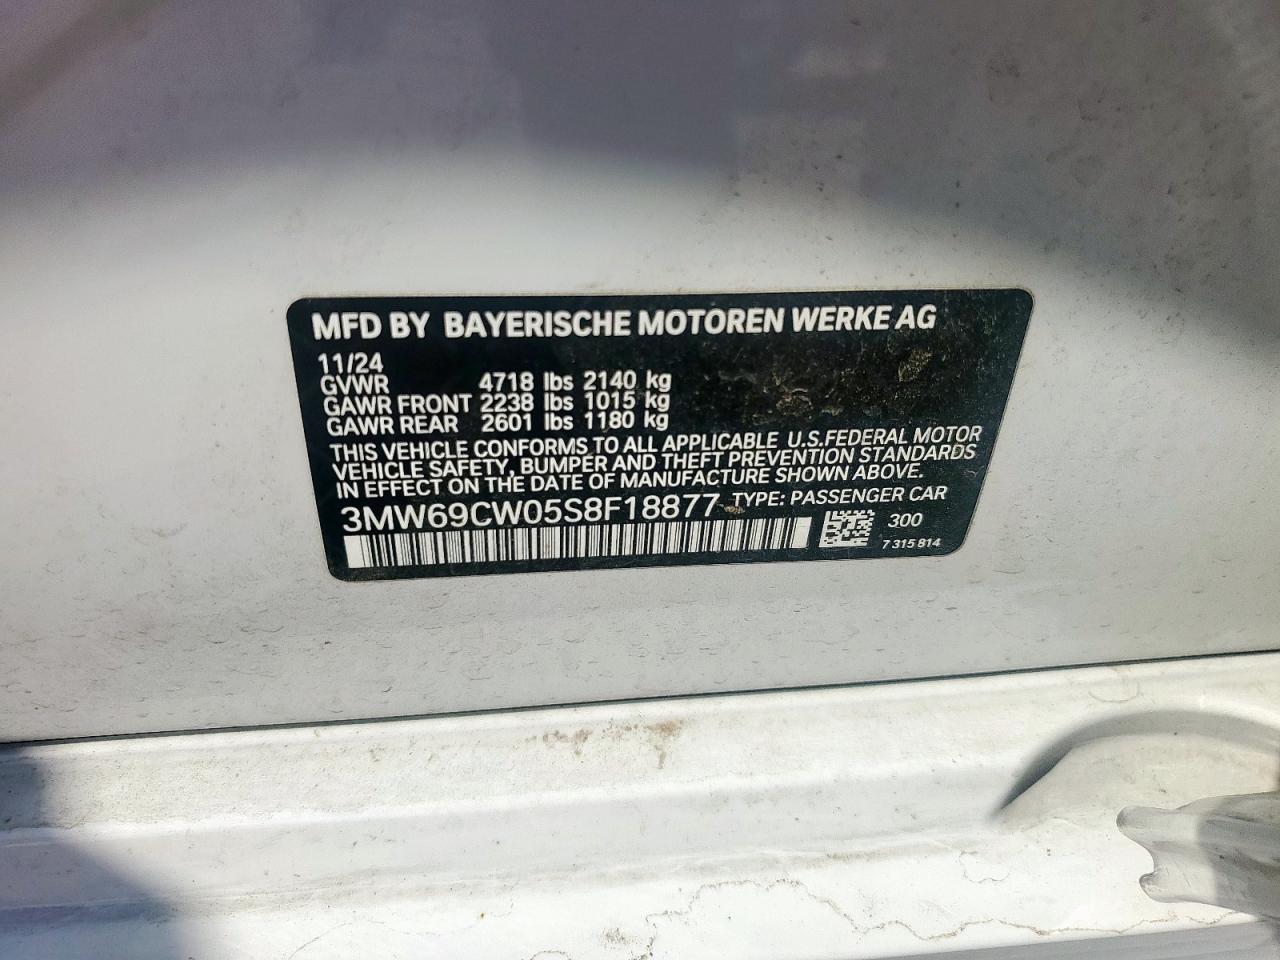 MFD BY BAYERISCHE MOTOREN WERKE AG
11/24
GVWR 4718 lbs 2140 kg
GAWR FRONT 2238 lbs 1015 kg
GAWR REAR 2601 lbs 1180 kg
THIS VEHICLE CONFORMS TO ALL APPLICABLE U.S.FEDERAL MOTOR
VEHICLE SAFETY, BUMPER AND THEFT PREVENTION STANDARDS
IN EFFECT ON THE DATE OF MANUFACTURE SHOWN ABOVE.
3MW69CW05S8F18877 TYPE: PASSENGER CAR
300
7 315 814